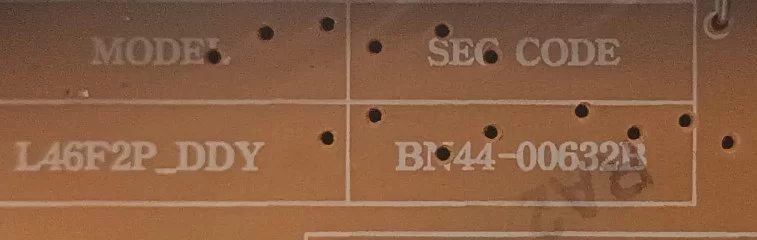 MODEL SEC CODE
L46F2P_DDY BN44-00632B